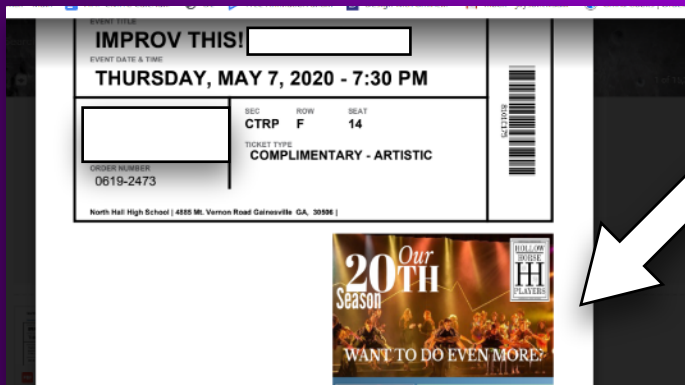 EVENT TITLE
IMPROV THIS!
EVENT DATE & TIME
THURSDAY, MAY 7, 2020 - 7:30 PM
SEC ROW SEAT
CTRP F 14
TICKET TYPE
COMPLIMENTARY - ARTISTIC
ORDER NUMBER
0619-2473
North Hall High School | 4885 Mt. Vernon Road Gainesville GA, 30506 |
Our
20TH
Season
HOLLOW
HORSE
HH
PLAYERS
WANT TO DO EVEN MORE?